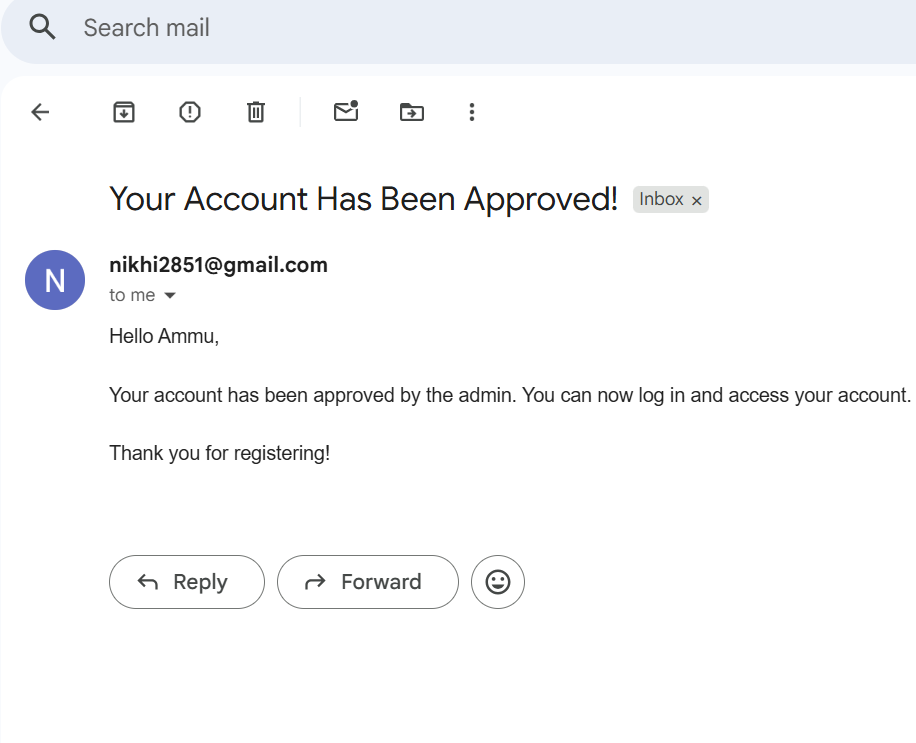 Search mail
Your Account Has Been Approved! Inbox ×
N
nikhi2851@gmail.com
to me
Hello Ammu,
Your account has been approved by the admin. You can now log in and access your account.
Thank you for registering!
Reply Forward